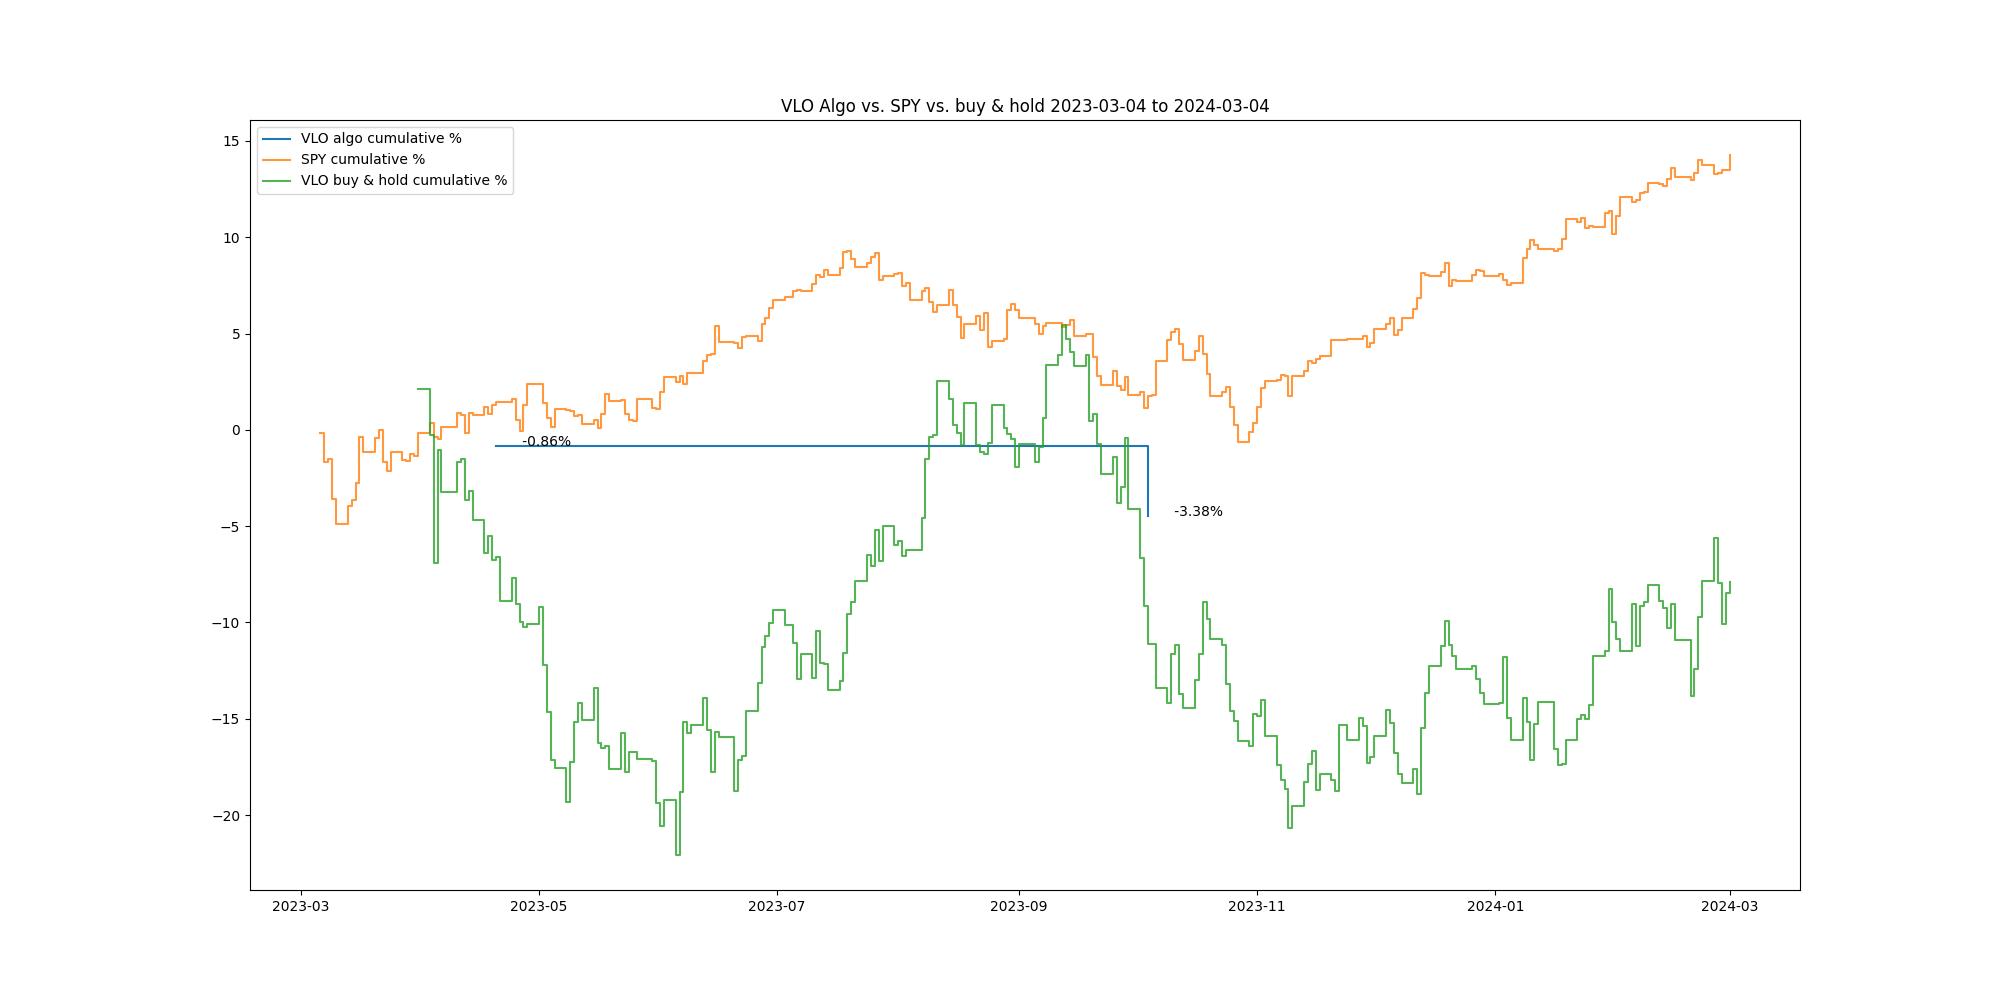 VLO Algo vs. SPY vs. buy & hold 2023-03-04 to 2024-03-04
VLO algo cumulative %
SPY cumulative %
VLO buy & hold cumulative %
15
10
5
0
−5
−10
−15
−20
-0.86%
-3.38%
2023-03 2023-05 2023-07 2023-09 2023-11 2024-01 2024-03